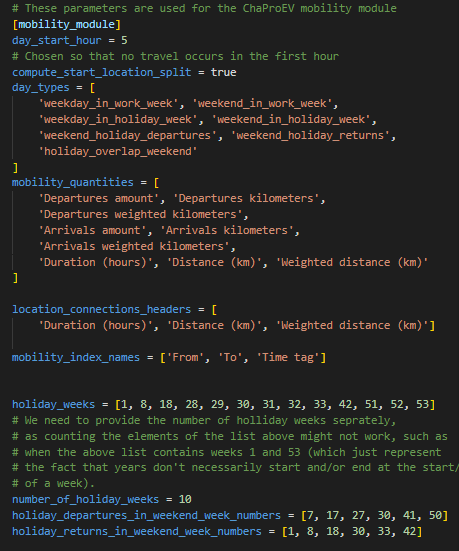 # These parameters are used for the ChaProEV mobility module
[mobility_module]
day_start_hour = 5
# Chosen so that no travel occurs in the first hour
compute_start_location_split = true
day_types = [
'weekday_in_work_week', 'weekend_in_work_week',
'weekday_in_holiday_week', 'weekend_in_holiday_week',
'weekend_holiday_departures', 'weekend_holiday_returns',
'holiday_overlap_weekend'
]
mobility_quantities = [
'Departures amount', 'Departures kilometers',
'Departures weighted kilometers',
'Arrivals amount', 'Arrivals kilometers',
'Arrivals weighted kilometers',
'Duration (hours)', 'Distance (km)', 'Weighted distance (km)'
]
location_connections_headers = [
'Duration (hours)', 'Distance (km)', 'Weighted distance (km)']
mobility_index_names = ['From', 'To', 'Time tag']
holiday_weeks = [1, 8, 18, 28, 29, 30, 31, 32, 33, 42, 51, 52, 53]
# We need to provide the number of holliday weeks seprately,
# as counting the elements of the list above might not work, such as
# when the above list contains weeks 1 and 53 (which just represent
# the fact that years don't necessarily start and/or end at the start/
# of a week).
number_of_holiday_weeks = 10
holiday_departures_in_weekend_week_numbers = [7, 17, 27, 30, 41, 50]
holiday_returns_in_weekend_week_numbers = [1, 8, 18, 30, 33, 42]